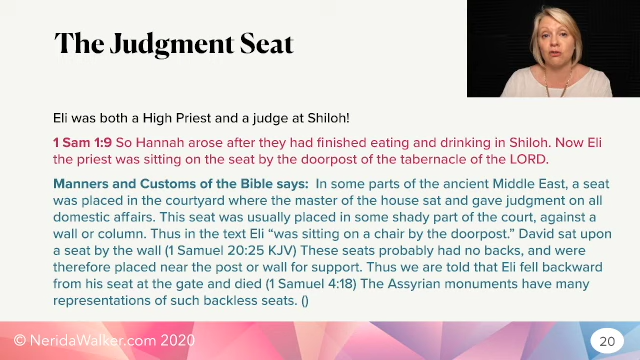 The Judgment Seat
Eli was both a High Priest and a judge at Shiloh!
1 Sam 1:9 So Hannah arose after they had finished eating and drinking in Shiloh. Now Eli
the priest was sitting on the seat by the doorpost of the tabernacle of the LORD.
Manners and Customs of the Bible says:  In some parts of the ancient Middle East, a seat
was placed in the courtyard where the master of the house sat and gave judgment on all
domestic affairs. This seat was usually placed in some shady part of the court, against a
wall or column. Thus in the text Eli “was sitting on a chair by the doorpost.” David sat upon
a seat by the wall (1 Samuel 20:25 KJV) These seats probably had no backs, and were
therefore placed near the post or wall for support. Thus we are told that Eli fell backward
from his seat at the gate and died (1 Samuel 4:18) The Assyrian monuments have many
representations of such backless seats. ()
© NeridaWalker.com 2020
20